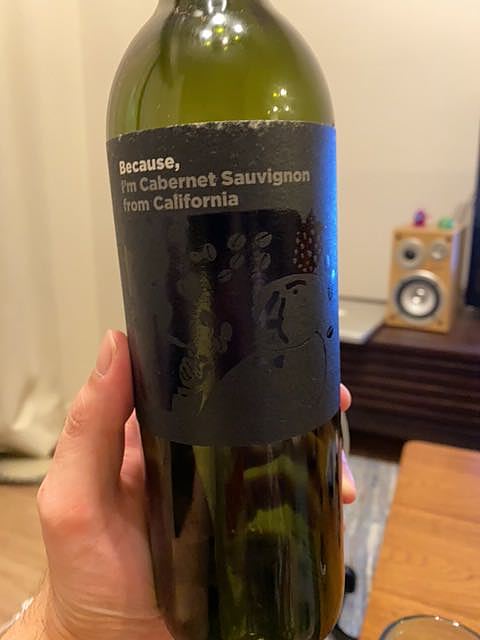 Because,
I'm Cabernet Sauvignon
from California